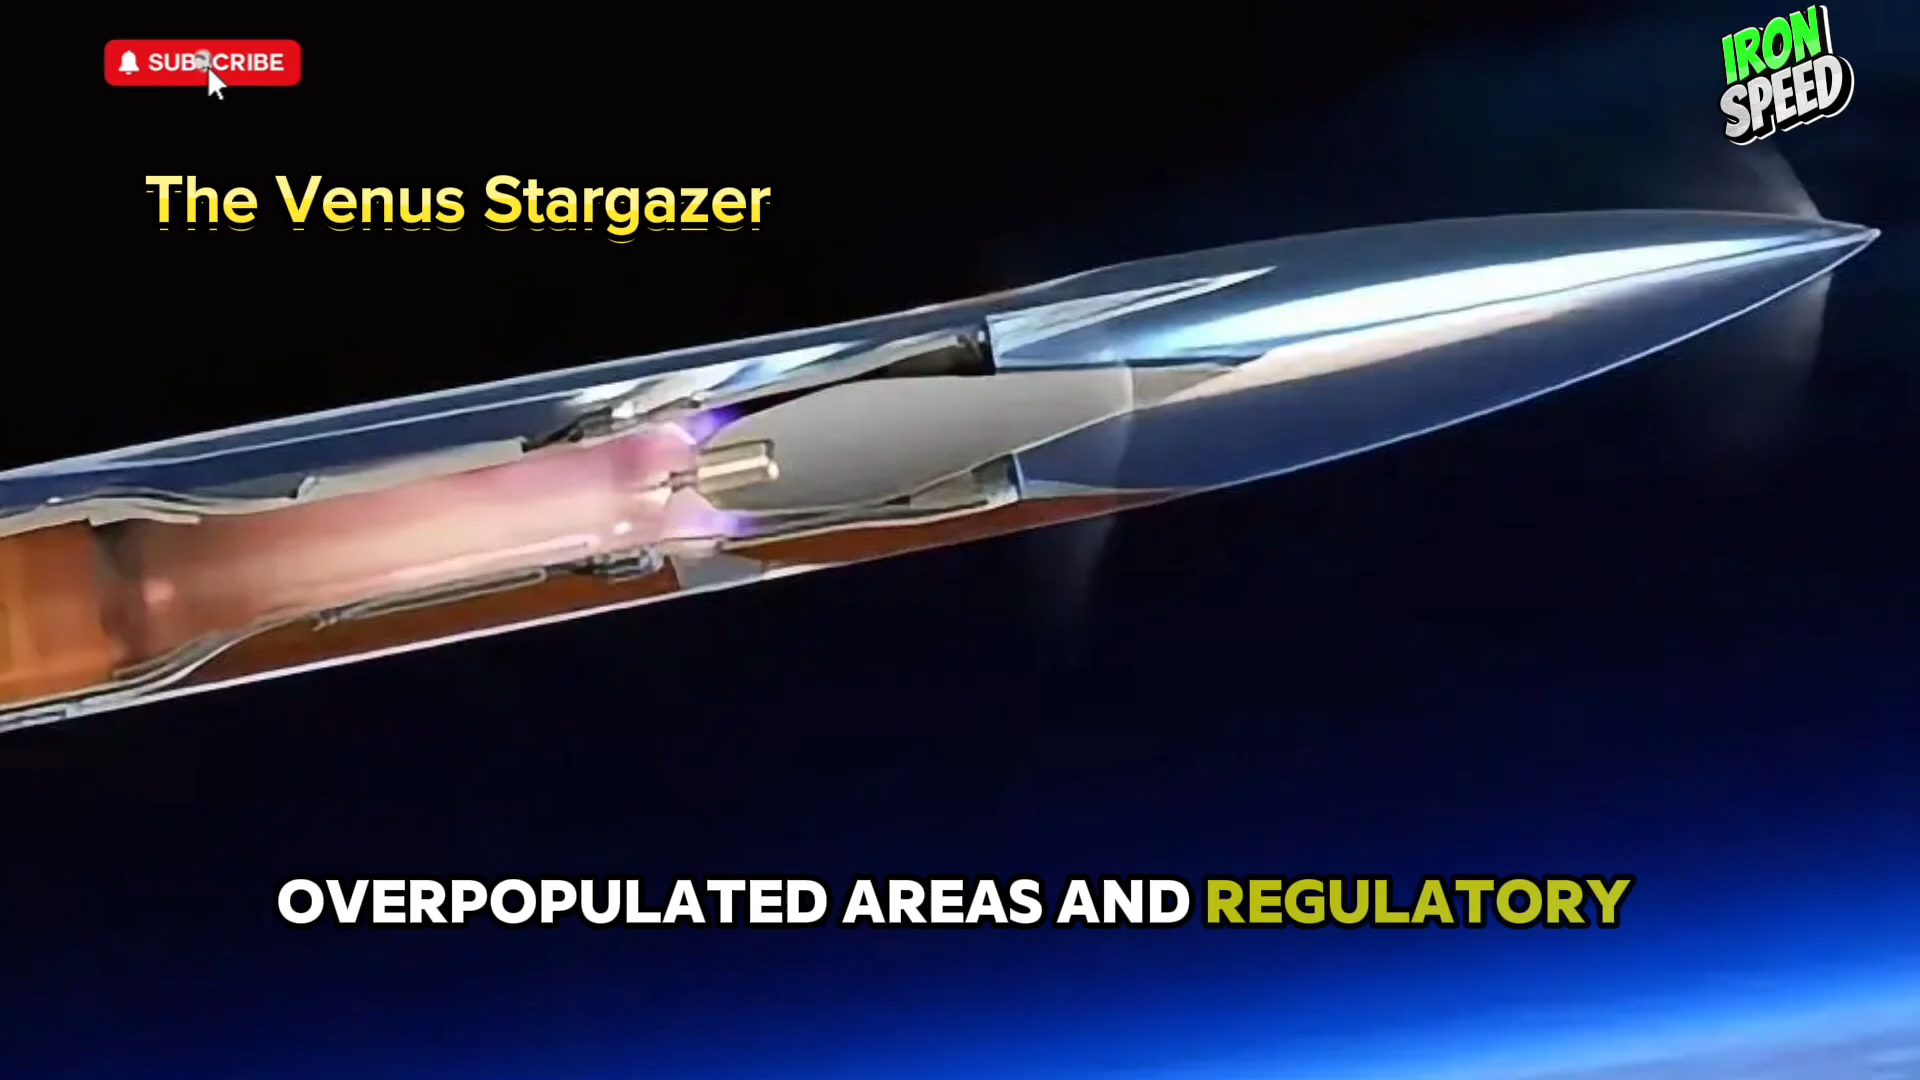 SUBSCRIBE
IRON
SPEED
The Venus Stargazer
OVERPOPULATED AREAS AND REGULATORY